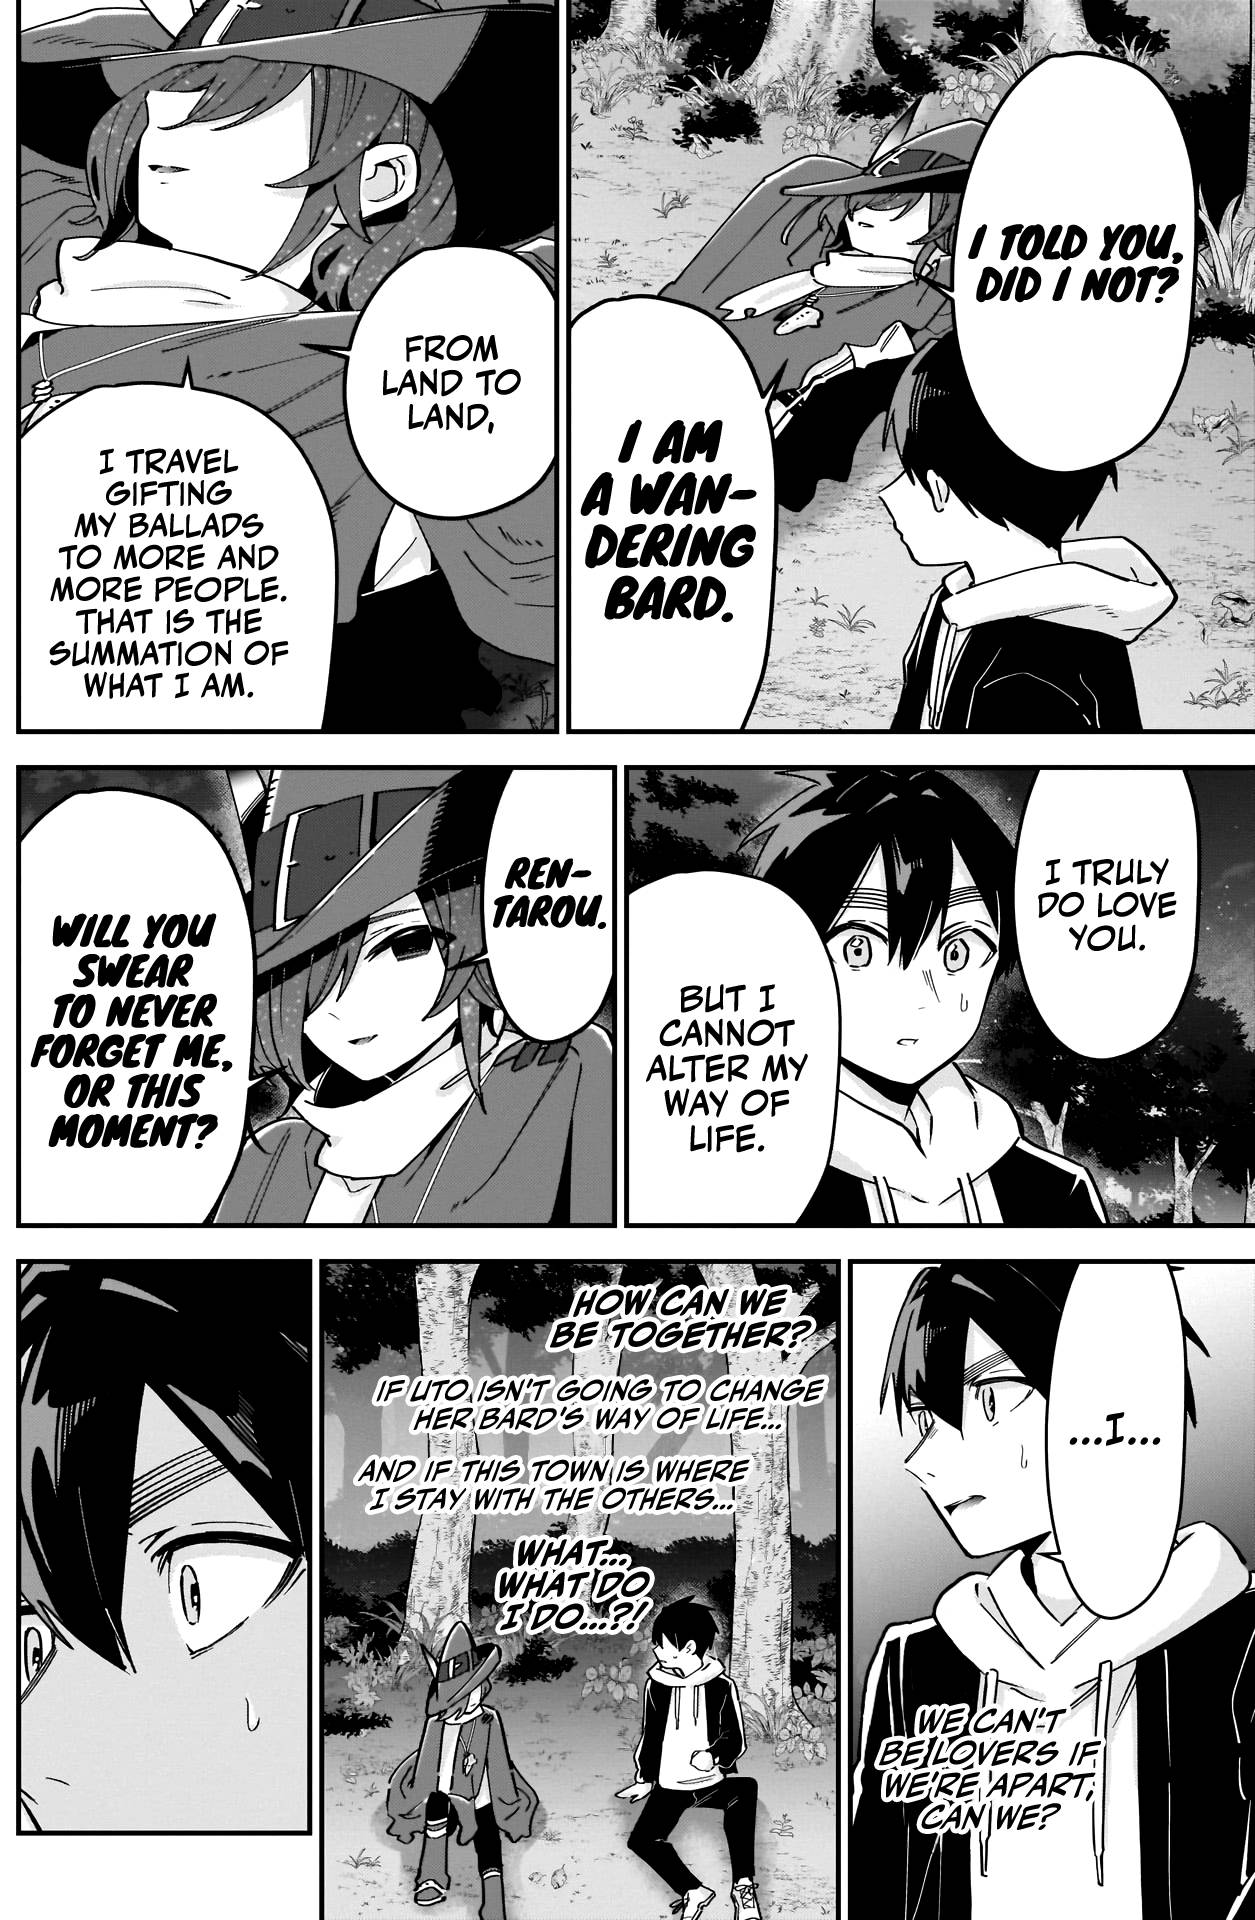 I TOLD YOU,
DID I NOT?
I AM
A WAN-
DERING
BARD.
FROM
LAND TO
LAND,
I TRAVEL
GIFTING
MY BALLADS
TO MORE AND
MORE PEOPLE.
THAT IS THE
SUMMATION OF
WHAT I AM.
I TRULY
DO LOVE
YOU.
BUT I
CANNOT
ALTER MY
WAY OF
LIFE.
REN-
TAROU.
WILL YOU
SWEAR
TO NEVER
FORGET ME,
OR THIS
MOMENT?
...I...
WE CAN'T
BE LOVERS IF
WE'RE APART,
CAN WE?
HOW CAN WE
BE TOGETHER?
IF UTO ISN'T GOING TO CHANGE
HER BARD'S WAY OF LIFE...
AND IF THIS TOWN IS WHERE
I STAY WITH THE OTHERS...
WHAT...
WHAT DO
I DO...?!